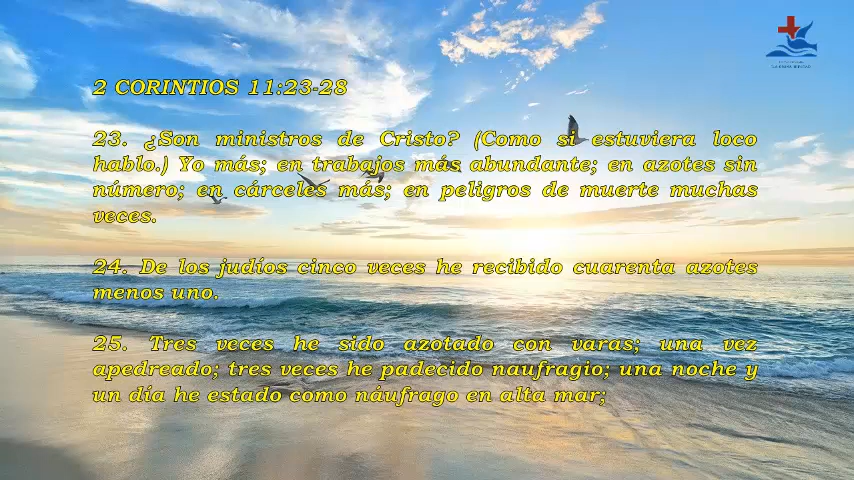 2 CORINTIOS 11:23-28
23. ¿Son ministros de Cristo? (Como si estuviera loco
hablo.) Yo más; en trabajos más abundante; en azotes sin
número; en cárceles más; en peligros de muerte muchas
veces.
24. De los judíos cinco veces he recibido cuarenta azotes
menos uno.
25. Tres veces he sido azotado con varas; una vez
apedreado; tres veces he padecido naufragio; una noche y
un día he estado como náufrago en alta mar;